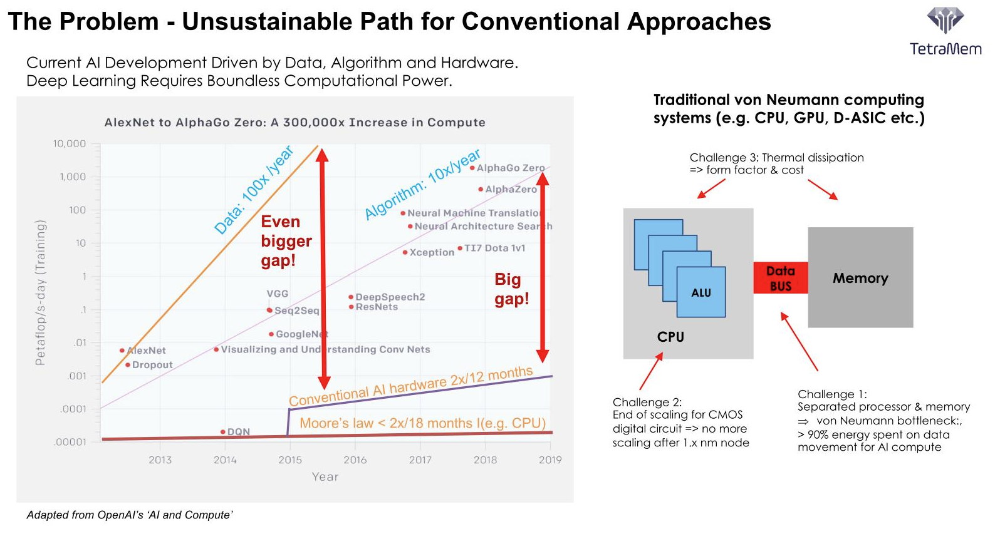 The Problem - Unsustainable Path for Conventional Approaches
TetraMem
Current AI Development Driven by Data, Algorithm and Hardware.
Deep Learning Requires Boundless Computational Power.
AlexNet to AlphaGo Zero: A 300,000x Increase in Compute
10,000
1,000
100
10
1
.1
.01
.001
.0001
.00001
Petaflop/s-day (Training)
2013
2014
2015
2016
2017
2018
2019
Year
Data: 100x /year
Algorithm: 10x/year
Even
bigger
gap!
Big
gap!
AlphaGo Zero
AlphaZero
Neural Machine Translation
Neural Architecture Search
TI7 Dota 1v1
Xception
VGG
Seq2Seq
DeepSpeech2
ResNets
GoogleNet
AlexNet
Visualizing and Understanding Conv Nets
Dropout
Conventional AI hardware 2x/12 months
Moore's law < 2x/18 months I(e.g. CPU)
DQN
Adapted from OpenAI's 'AI and Compute'
Traditional von Neumann computing
systems (e.g. CPU, GPU, D-ASIC etc.)
Challenge 3: Thermal dissipation
=> form factor & cost
ALU
CPU
Data
BUS
Memory
Challenge 2:
End of scaling for CMOS
digital circuit => no more
scaling after 1.x nm node
Challenge 1:
Separated processor & memory
⇒ von Neumann bottleneck:,
> 90% energy spent on data
movement for AI compute